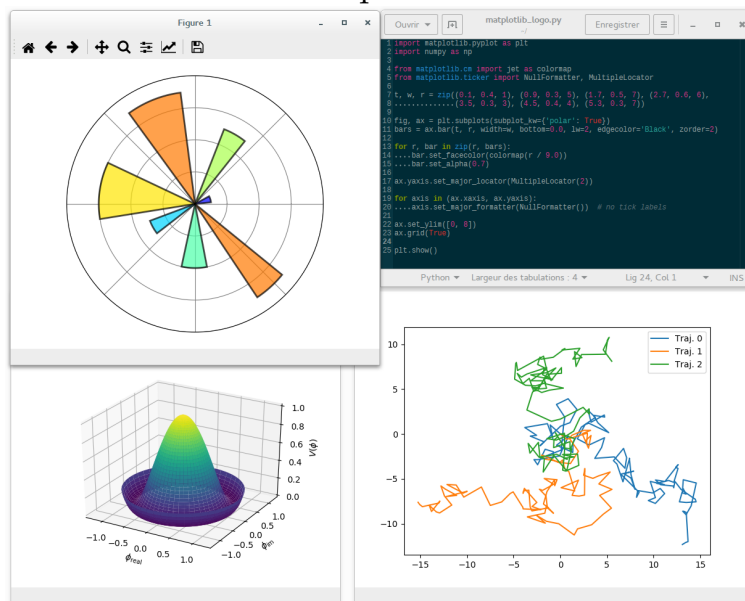 Figure 1
Ouvrir
matplotlib_logo.py
~/
Enregistrer
1 import matplotlib.pyplot as plt
2 import numpy as np
3
4 from matplotlib.cm import jet as colormap
5 from matplotlib.ticker import NullFormatter, MultipleLocator
6
7 t, w, r = zip((0.1, 0.4, 1), (0.9, 0.3, 5), (1.7, 0.5, 7), (2.7, 0.6, 6),
8 ..............(3.5, 0.3, 3), (4.5, 0.4, 4), (5.3, 0.3, 7))
9
10 fig, ax = plt.subplots(subplot_kw={'polar': True})
11 bars = ax.bar(t, r, width=w, bottom=0.0, lw=2, edgecolor='Black', zorder=2)
12
13 for r, bar in zip(r, bars):
14 ....bar.set_facecolor(colormap(r / 9.0))
15 ....bar.set_alpha(0.7)
16
17 ax.yaxis.set_major_locator(MultipleLocator(2))
18
19 for axis in (ax.xaxis, ax.yaxis):
20 ....axis.set_major_formatter(NullFormatter())  # no tick labels
21
22 ax.set_ylim([0, 8])
23 ax.grid(True)
24
25 plt.show()
Python
Largeur des tabulations : 4
Lig 24, Col 1
INS
1.0
0.8
0.6
0.4
0.2
0.0
V(ϕ)
1.0
0.5
0.0
−0.5
−1.0
ϕim
−1.0
−0.5
0.0
0.5
1.0
ϕreal
Traj. 0
Traj. 1
Traj. 2
10
5
0
−5
−10
−15
−10
−5
0
5
10
15